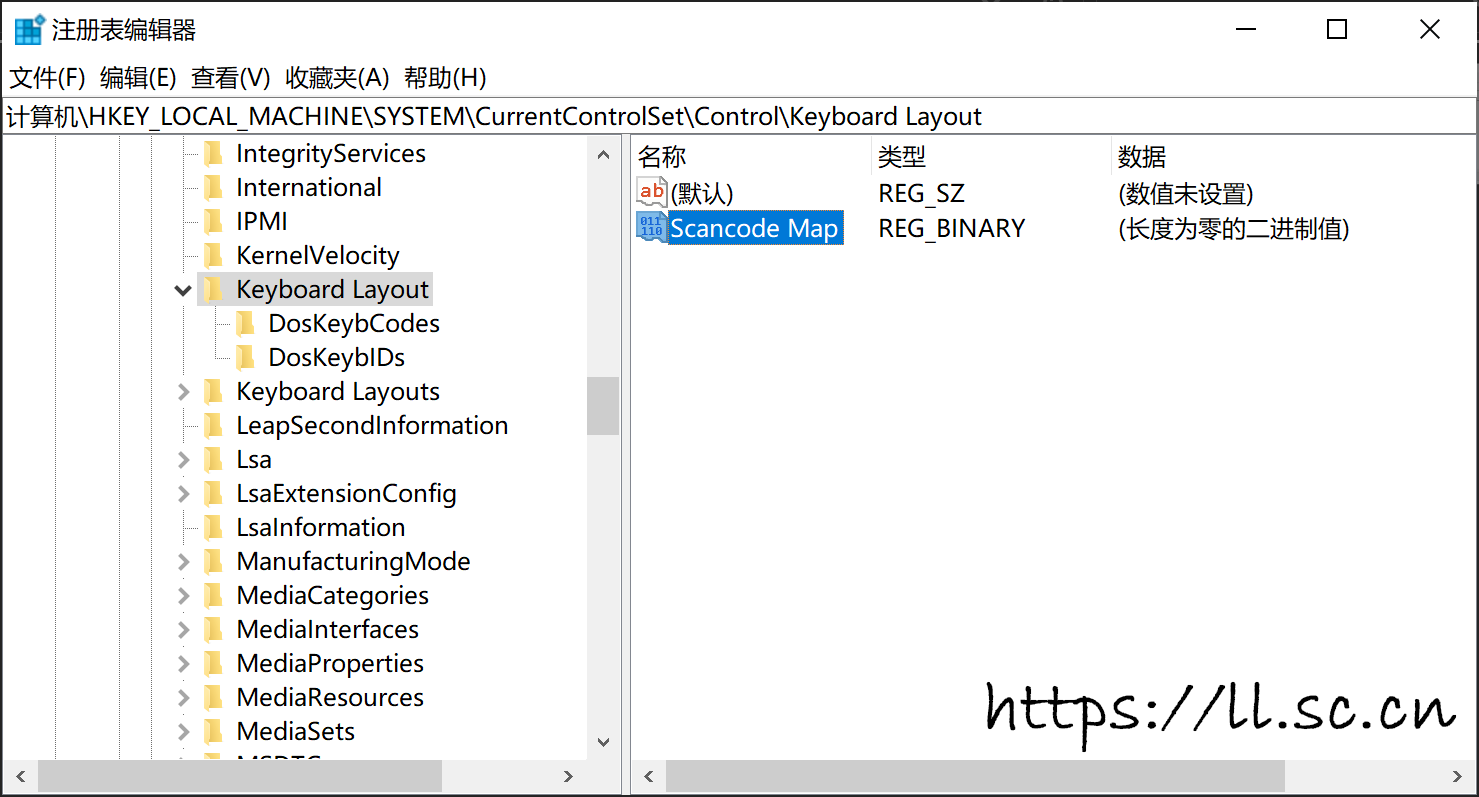 注册表编辑器
文件(F) 编辑(E) 查看(V) 收藏夹(A) 帮助(H)
计算机\HKEY_LOCAL_MACHINE\SYSTEM\CurrentControlSet\Control\Keyboard Layout
IntegrityServices
International
IPMI
KernelVelocity
Keyboard Layout
DosKeybCodes
DosKeybIDs
Keyboard Layouts
LeapSecondInformation
Lsa
LsaExtensionConfig
LsaInformation
ManufacturingMode
MediaCategories
MediaInterfaces
MediaProperties
MediaResources
MediaSets
名称 类型 数据
ab (默认) REG_SZ (数值未设置)
011 110 Scancode Map REG_BINARY (长度为零的二进制值)
https://ll.sc.cn